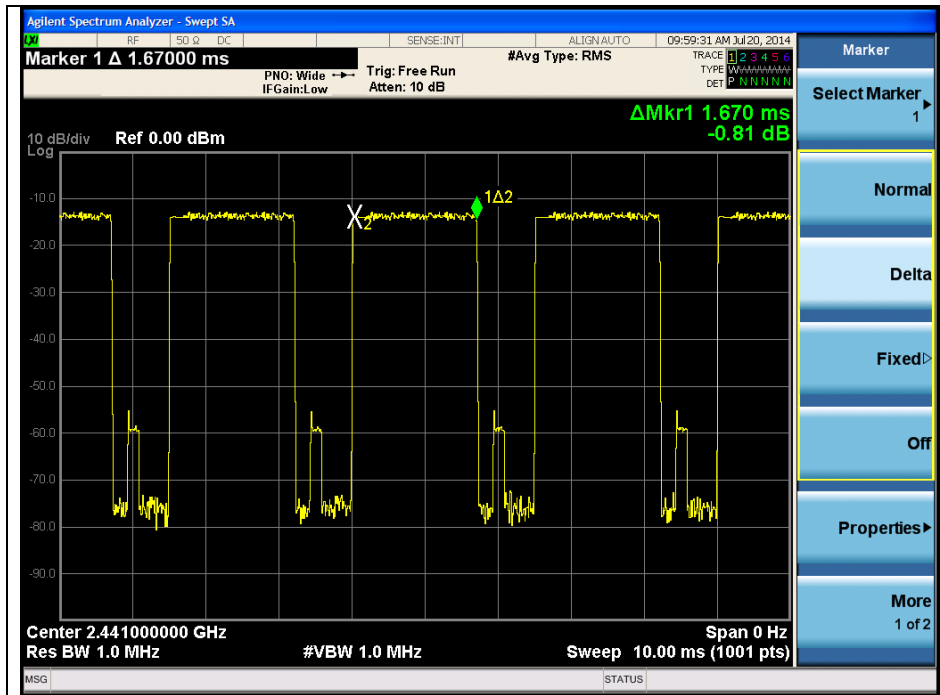 Agilent Spectrum Analyzer - Swept SA
LXI RF 50 Ω DC SENSE:INT ALIGN AUTO 09:59:31 AM Jul 20, 2014
Marker 1 Δ 1.67000 ms
PNO: Wide
IFGain:Low
Trig: Free Run
Atten: 10 dB
#Avg Type: RMS
TRACE 1 2 3 4 5 6
TYPE WWWWWW
DET P N N N N N
ΔMkr1 1.670 ms
-0.81 dB
10 dB/div Ref 0.00 dBm
Log
-10.0
-20.0
-30.0
-40.0
-50.0
-60.0
-70.0
-80.0
-90.0
X2
1Δ2
Center 2.441000000 GHz Span 0 Hz
Res BW 1.0 MHz #VBW 1.0 MHz Sweep 10.00 ms (1001 pts)
MSG STATUS
Marker
Select Marker
1
Normal
Delta
Fixed
Off
Properties
More
1 of 2